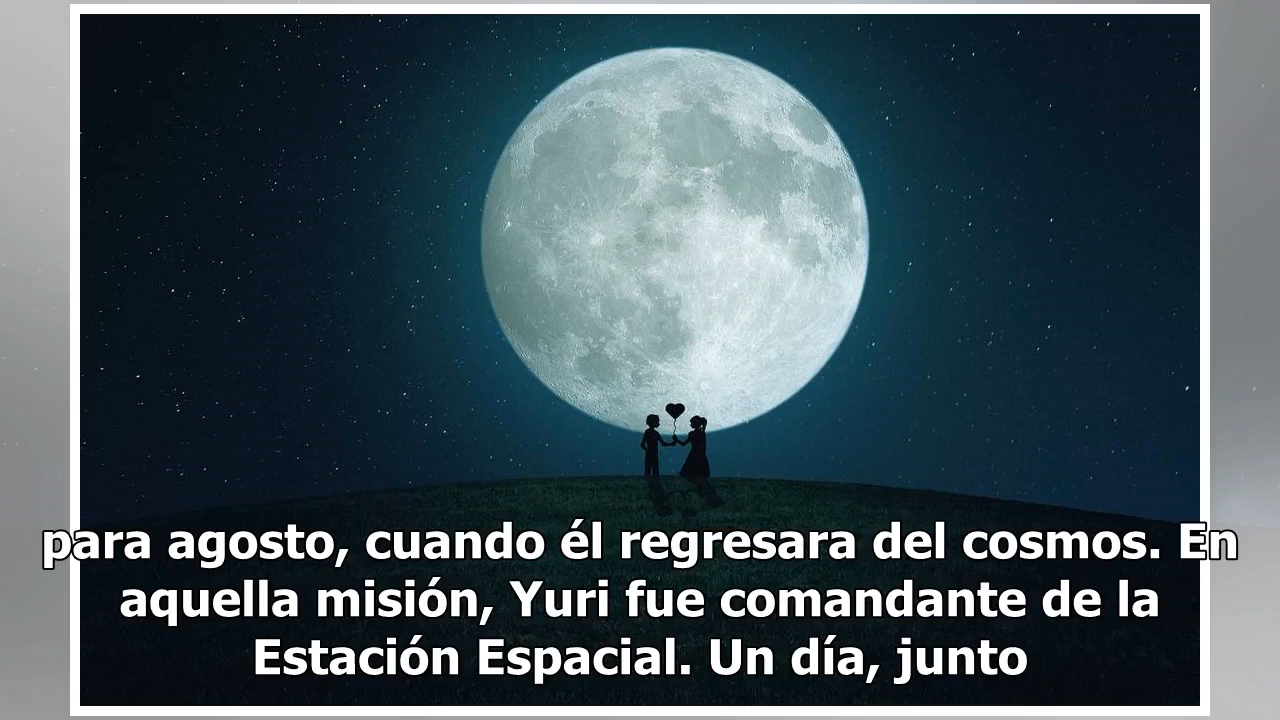 para agosto, cuando él regresara del cosmos. En
aquella misión, Yuri fue comandante de la
Estación Espacial. Un día, junto